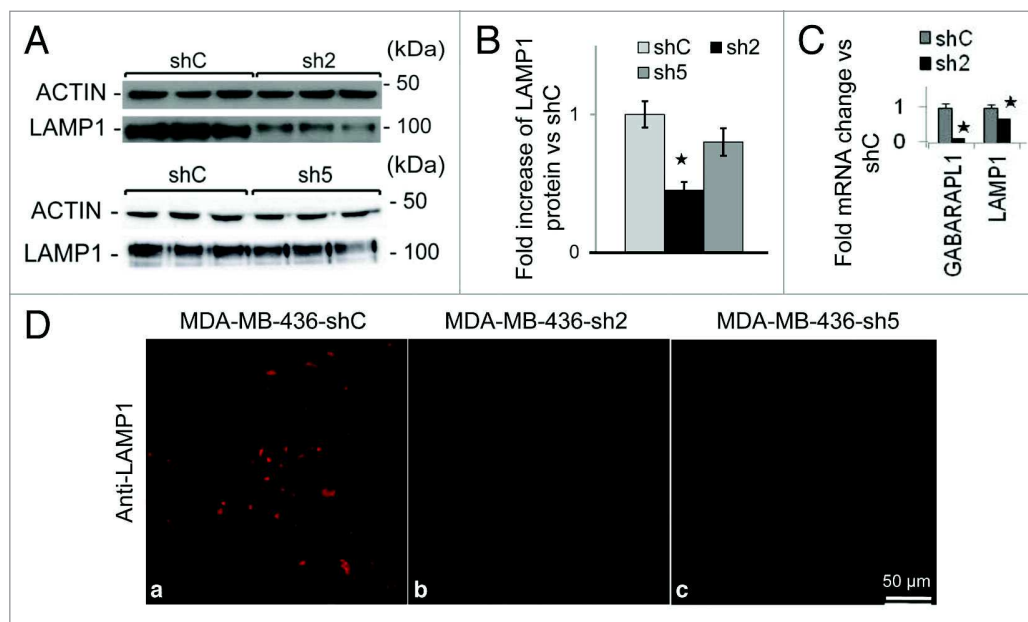 A
shC
sh2
(kDa)
ACTIN -
- 50
LAMP1 -
- 100
shC
sh5
(kDa)
ACTIN -
- 50
LAMP1 -
- 100
B
Fold increase of LAMP1
protein vs shC
shC
sh2
sh5
1
0
★
C
Fold mRNA change vs
shC
shC
sh2
1
0
★
★
GABARAPL1
LAMP1
D
MDA-MB-436-shC
MDA-MB-436-sh2
MDA-MB-436-sh5
Anti-LAMP1
a
b
c
50 µm